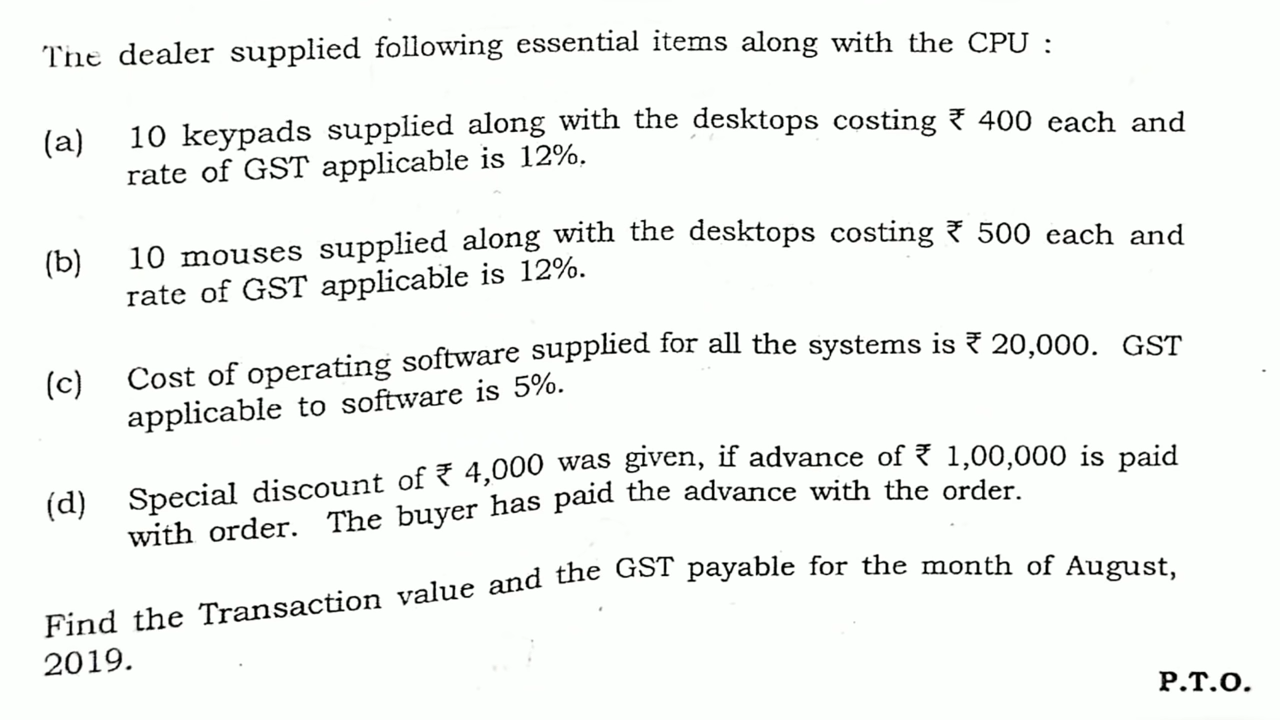 The dealer supplied following essential items along with the CPU :
(a) 10 keypads supplied along with the desktops costing ₹ 400 each and
rate of GST applicable is 12%.
(b) 10 mouses supplied along with the desktops costing ₹ 500 each and
rate of GST applicable is 12%.
(c) Cost of operating software supplied for all the systems is ₹ 20,000. GST
applicable to software is 5%.
(d) Special discount of ₹ 4,000 was given, if advance of ₹ 1,00,000 is paid
with order. The buyer has paid the advance with the order.
Find the Transaction value and the GST payable for the month of August,
2019.
P.T.O.